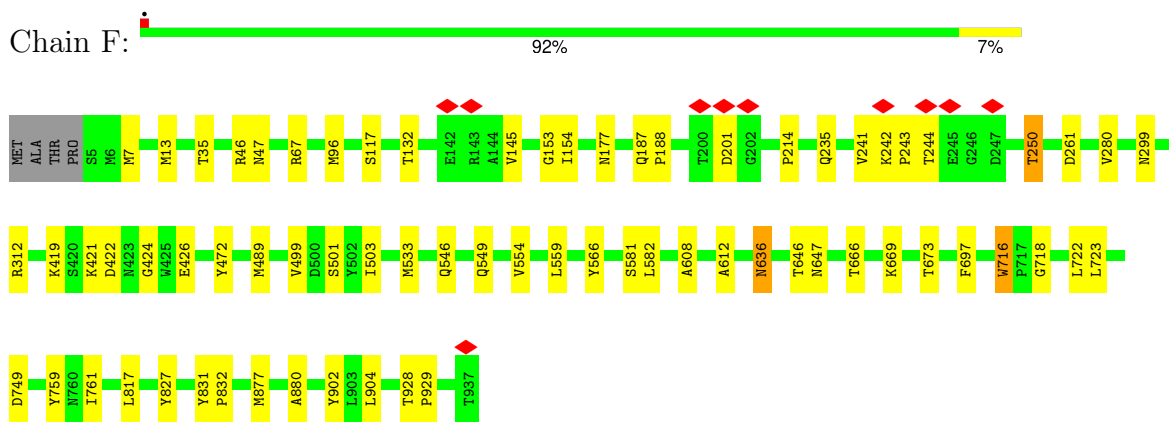 Chain F:
92% 7%
MET ALA THR PRO S5 M6 M7 M13 T35 R46 N47 R67 M96 S117 T132 E142 R143 A144 V145 G153 I154 N177 Q187 P188 T200 D201 G202 P214 Q235 V241 K242 P243 T244 E245 G246 D247 T250 D261 V280 N299
R312 K419 S420 K421 D422 N423 G424 W425 E426 Y472 M489 V499 D500 S501 Y502 I503 M533 Q546 Q549 V554 L559 Y566 S581 L582 A608 A612 N636 T646 N647 T666 K669 T673 F697 W716 P717 G718 L722 L723
D749 Y759 N760 I761 L817 Y827 Y831 P832 M877 A880 Y902 L903 L904 T928 P929 T937